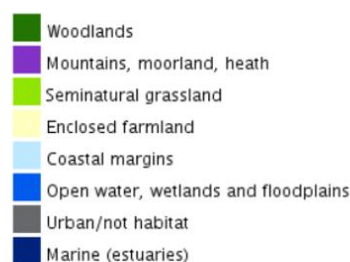 Woodlands
Mountains, moorland, heath
Seminatural grassland
Enclosed farmland
Coastal margins
Open water, wetlands and floodplains
Urban/not habitat
Marine (estuaries)